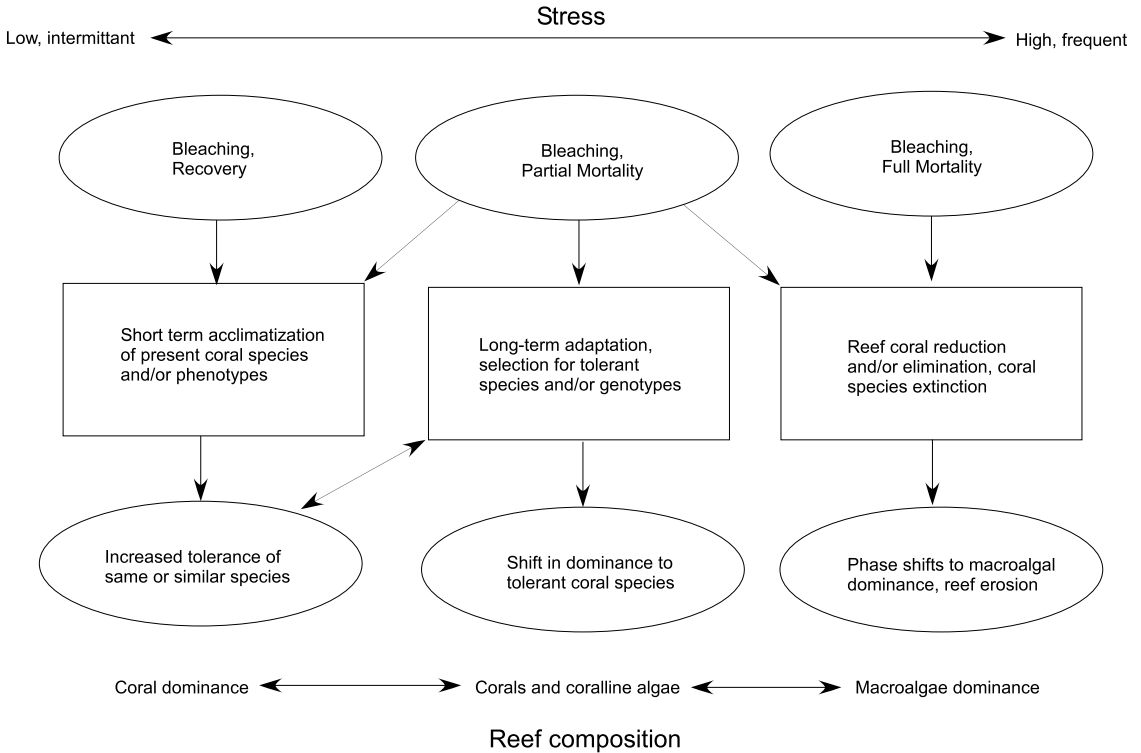 Stress
Low, intermittant
High, frequent
Bleaching,
Recovery
Bleaching,
Partial Mortality
Bleaching,
Full Mortality
Short term acclimatization
of present coral species
and/or phenotypes
Long-term adaptation,
selection for tolerant
species and/or genotypes
Reef coral reduction
and/or elimination, coral
species extinction
Increased tolerance of
same or similar species
Shift in dominance to
tolerant coral species
Phase shifts to macroalgal
dominance, reef erosion
Coral dominance
Corals and coralline algae
Macroalgae dominance
Reef composition